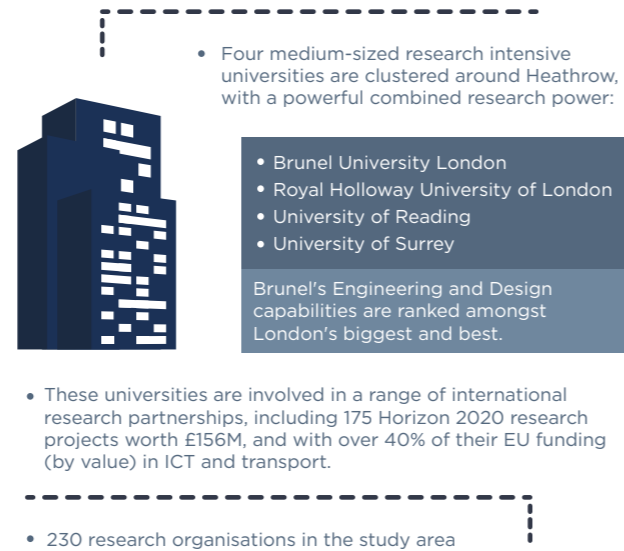 • Four medium-sized research intensive
universities are clustered around Heathrow,
with a powerful combined research power:
• Brunel University London
• Royal Holloway University of London
• University of Reading
• University of Surrey
Brunel's Engineering and Design
capabilities are ranked amongst
London's biggest and best.
• These universities are involved in a range of international
research partnerships, including 175 Horizon 2020 research
projects worth £156M, and with over 40% of their EU funding
(by value) in ICT and transport.
• 230 research organisations in the study area